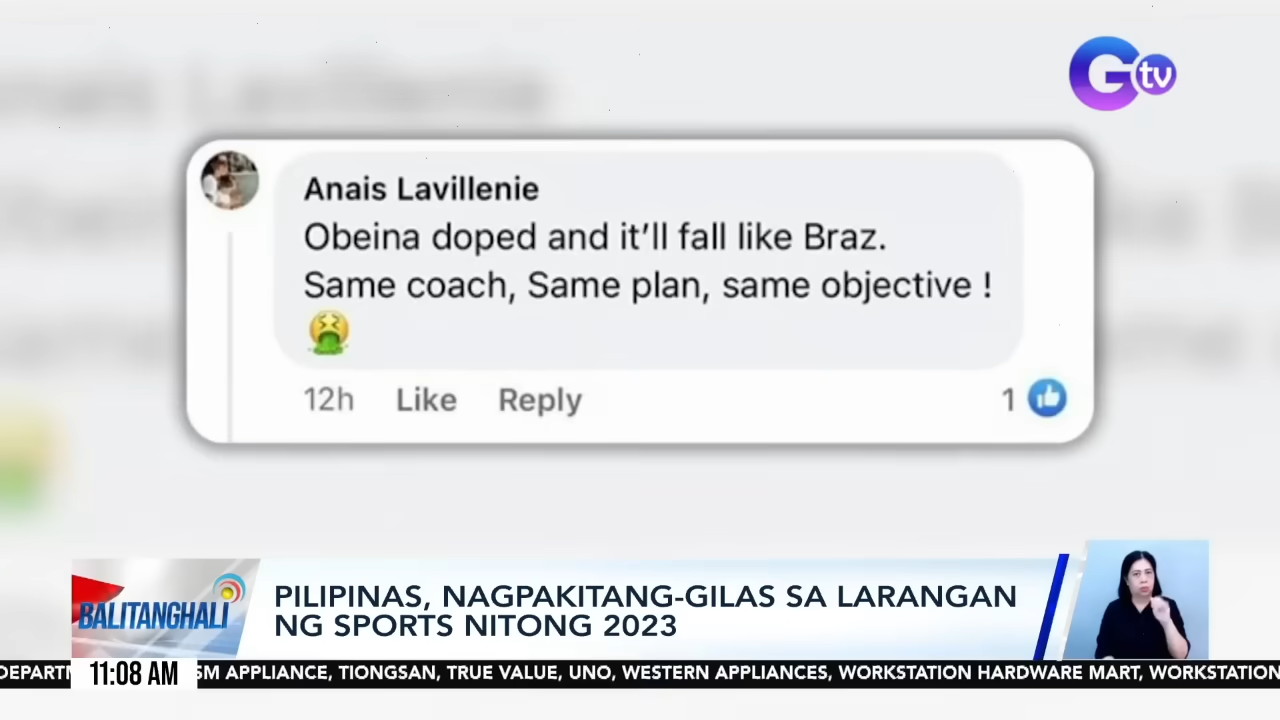 Gtv
Anais Lavillenie
Obeina doped and it'll fall like Braz.
Same coach, Same plan, same objective !
🤮
12h Like Reply 1
BALITANGHALI
PILIPINAS, NAGPAKITANG-GILAS SA LARANGAN
NG SPORTS NITONG 2023
11:08 AM
SM APPLIANCE, TIONGSAN, TRUE VALUE, UNO, WESTERN APPLIANCES, WORKSTATION HARDWARE MART, WORKSTATION